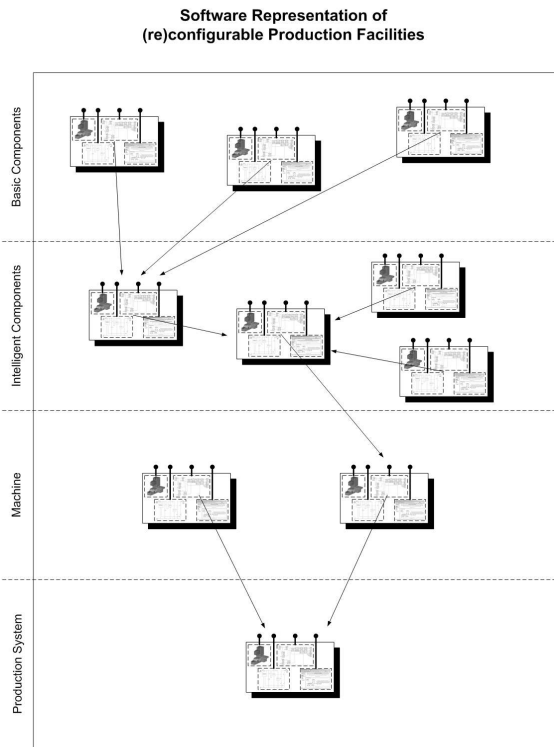 Software Representation of
(re)configurable Production Facilities
Basic Components
Intelligent Components
Machine
Production System